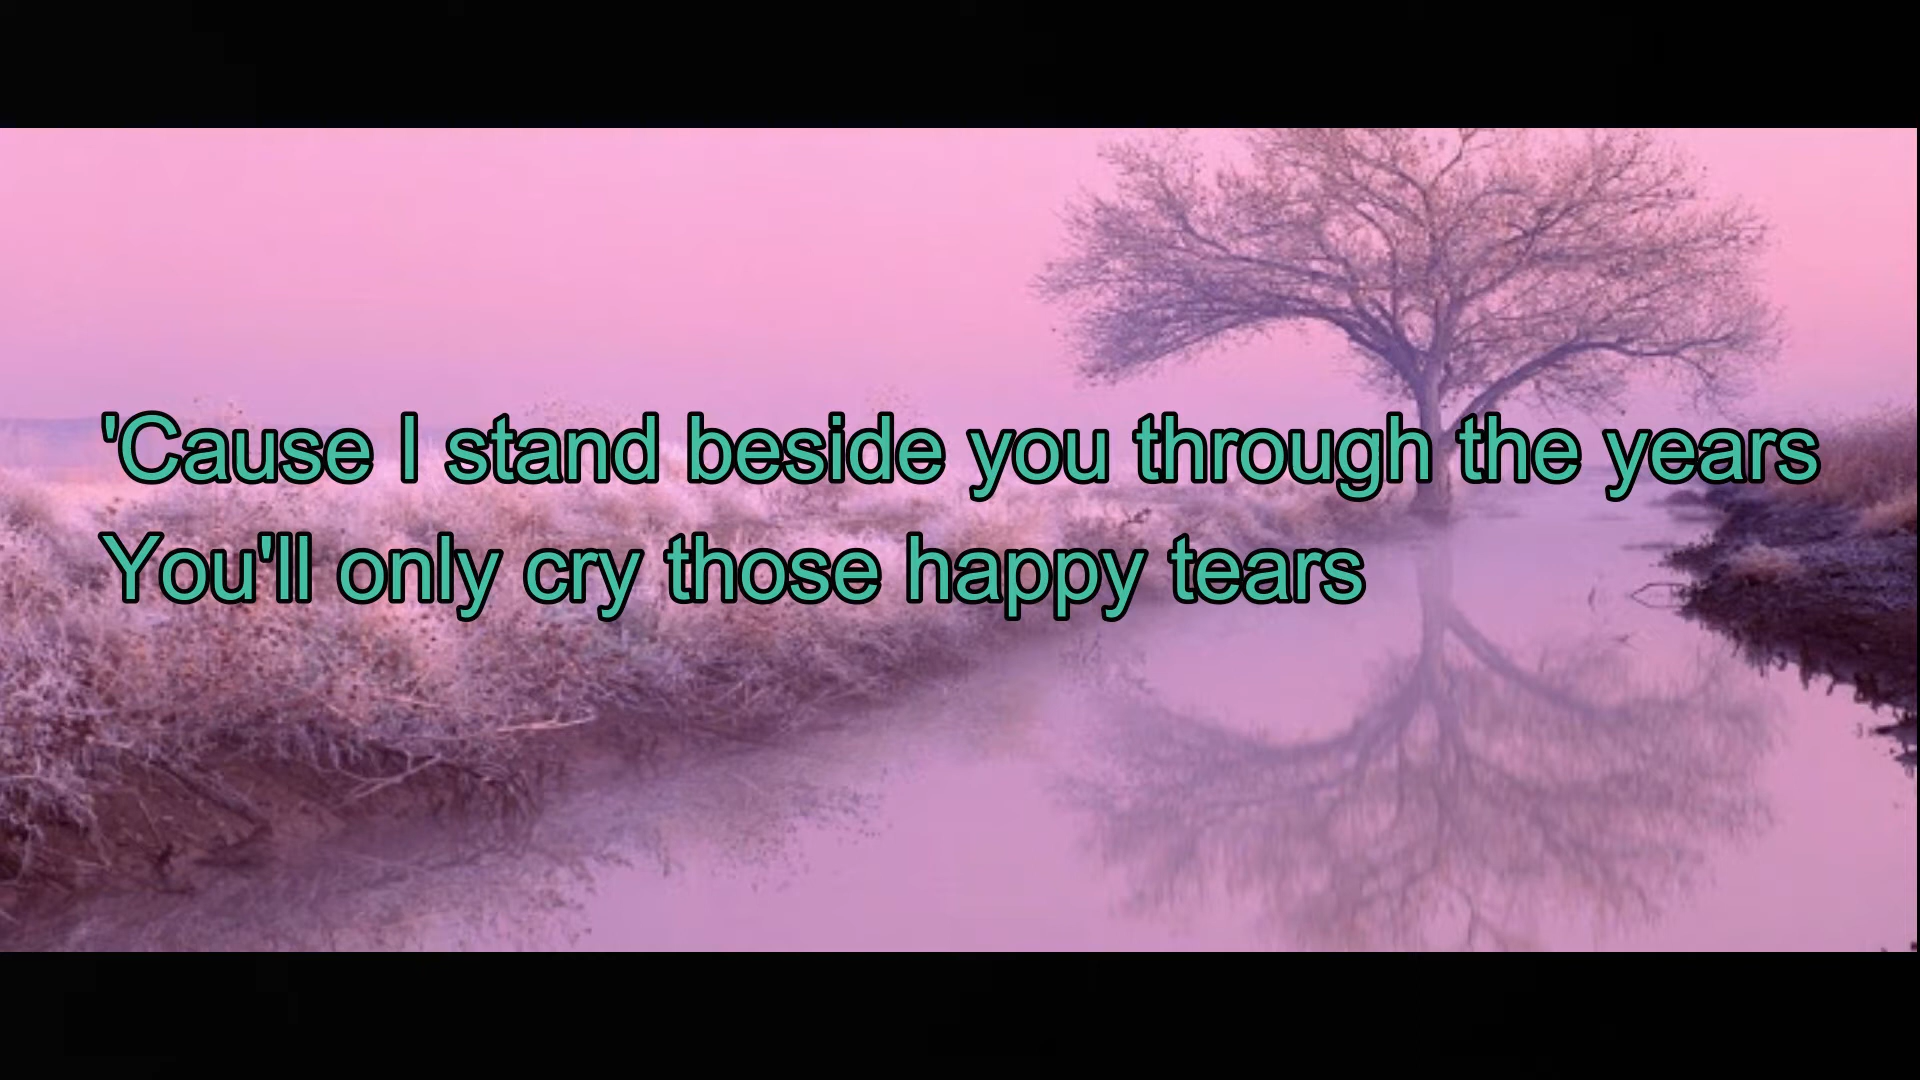 'Cause I stand beside you through the years
You'll only cry those happy tears